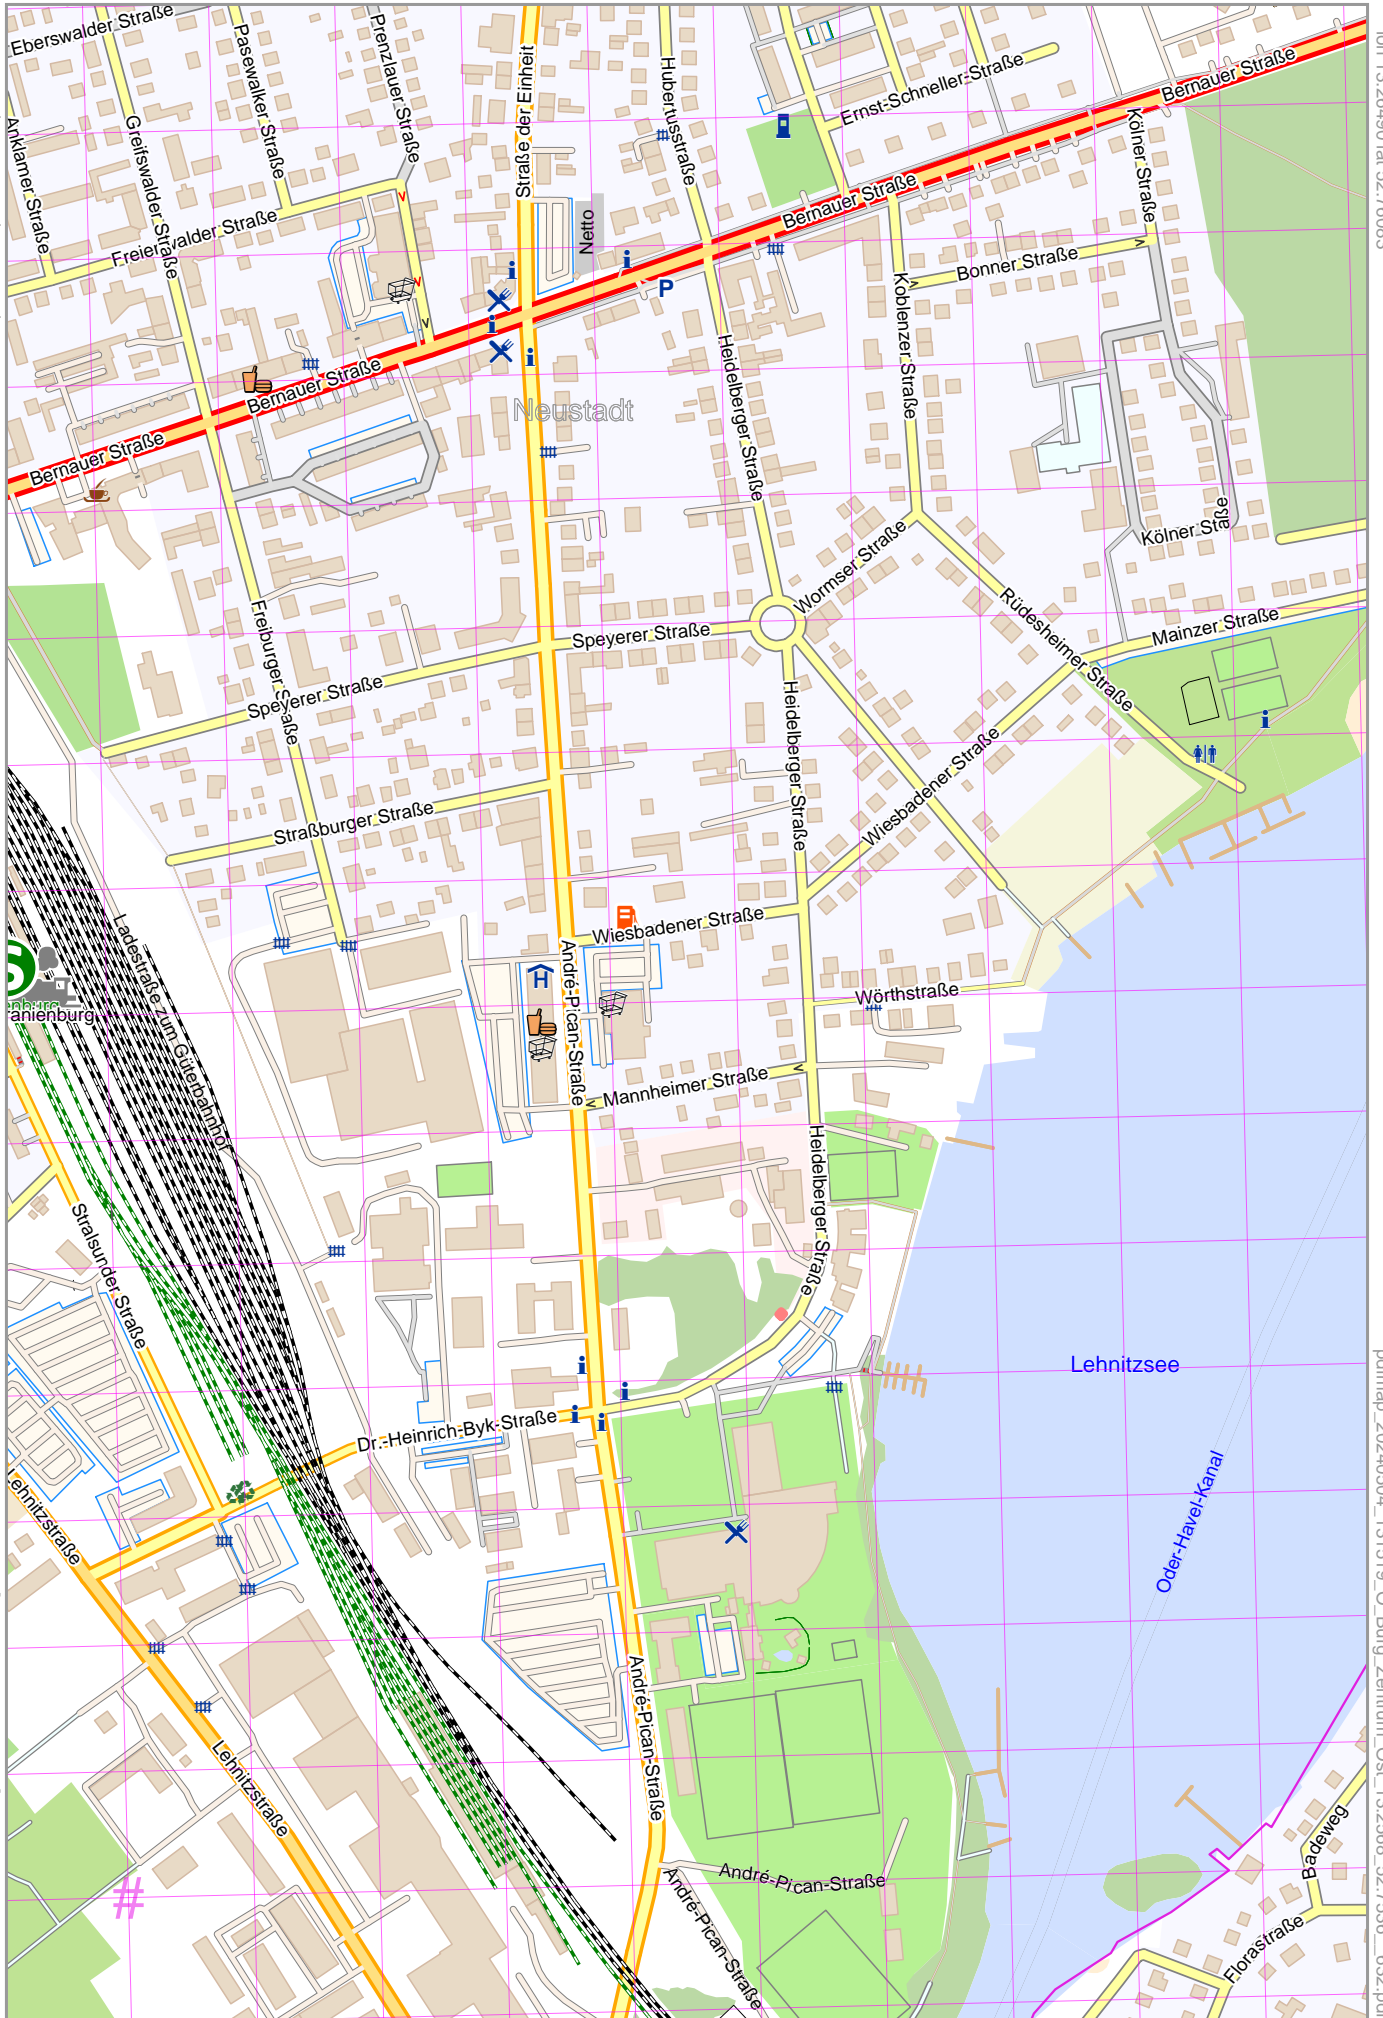 Eberswalder Straße
Pasewalker Straße
Prenzlauer Straße
Straße der Einheit
Hubertusstraße
Ernst-Schneller-Straße
Bernauer Straße
Anklamer Straße
Greifswalder Straße
Kölner Straße
Bernauer Straße
Freienwalder Straße
Netto
Bonner Straße
P
Koblenzer Straße
Heidelberger Straße
Bernauer Straße
Neustadt
Bernauer Straße
Kölner Straße
Wormser Straße
Rüdesheimer Straße
Freiburger Straße
Speyerer Straße
Mainzer Straße
Speyerer Straße
Heidelberger Straße
Wiesbadener Straße
Straßburger Straße
Wiesbadener Straße
Ladestraße zum Güterbahnhof
André-Pican-Straße
H
S
Wörthstraße
ranienburg
Mannheimer Straße
Heidelberger Straße
Stralsunder Straße
Lehnitzsee
Dr.-Heinrich-Byk-Straße
Oder-Havel-Kanal
Lehnitzstraße
André-Pican-Straße
Lehnitzstraße
Badeweg
André-Pican-Straße
#
André-Pican-Straße
Florastraße